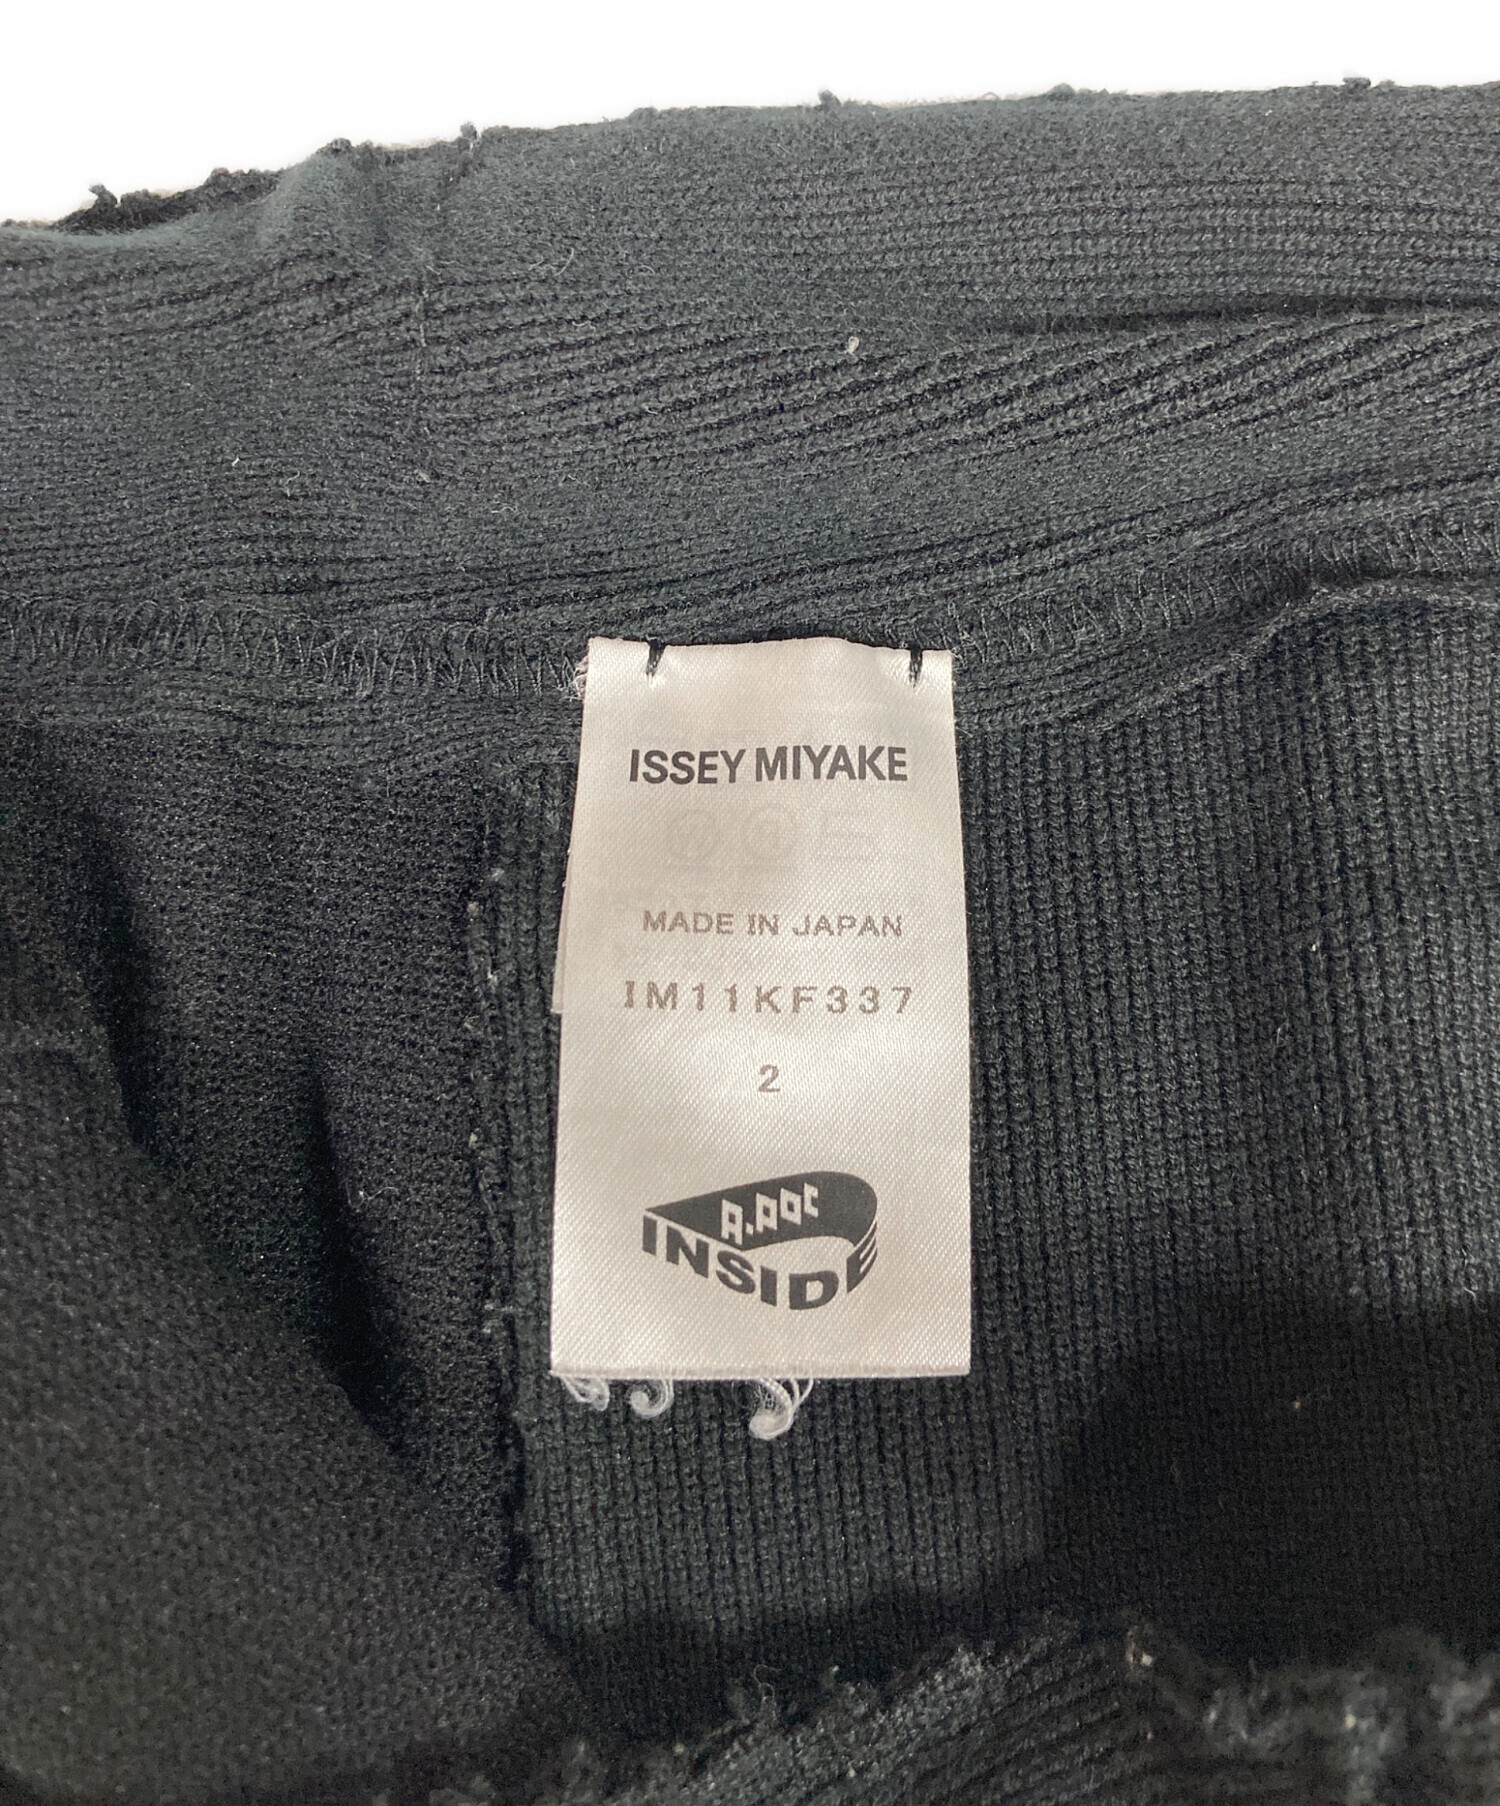 ISSEY MIYAKE
MADE IN JAPAN
IM11KF337
2
A.POC
INSIDE